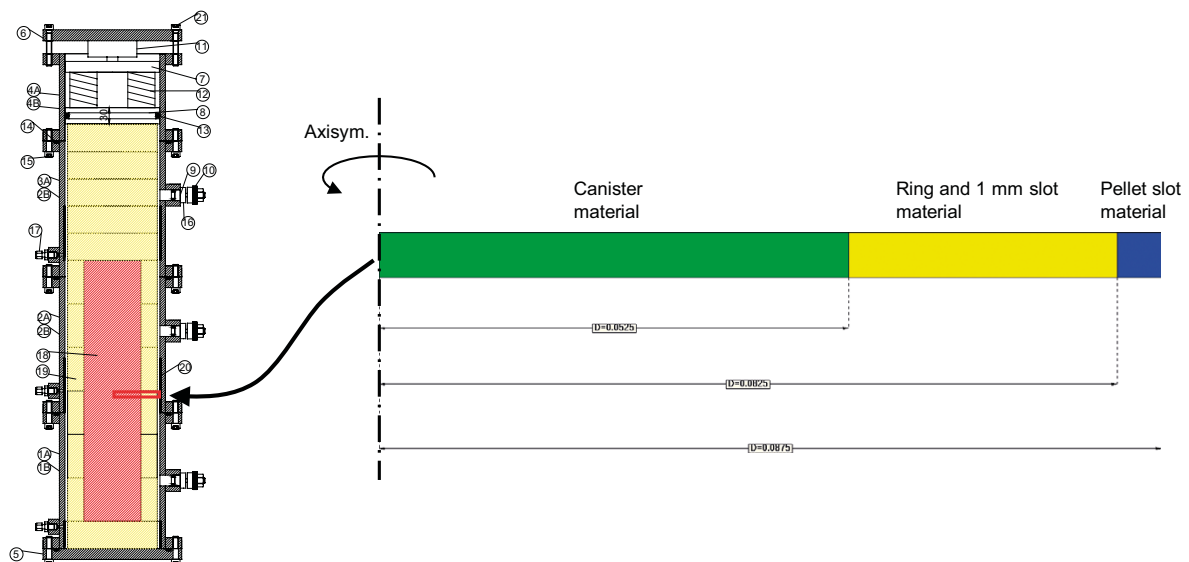 21
6
11
7
4A
12
4B
8
30
14
13
15
Axisym.
3A
9
10
2B
16
Canister
material
Ring and 1 mm slot
material
Pellet slot
material
17
2A
2B
18
19
20
D=0.0525
D=0.0825
D=0.0875
1A
1B
5